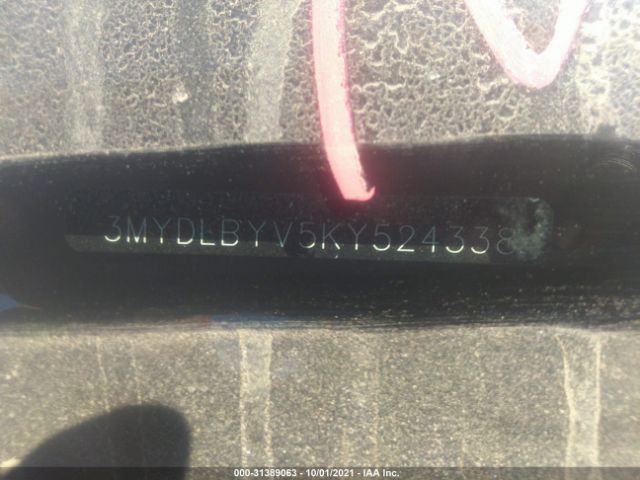 3MYDLBYV5KY524338
000-31389063 - 10/01/2021 - IAA Inc.